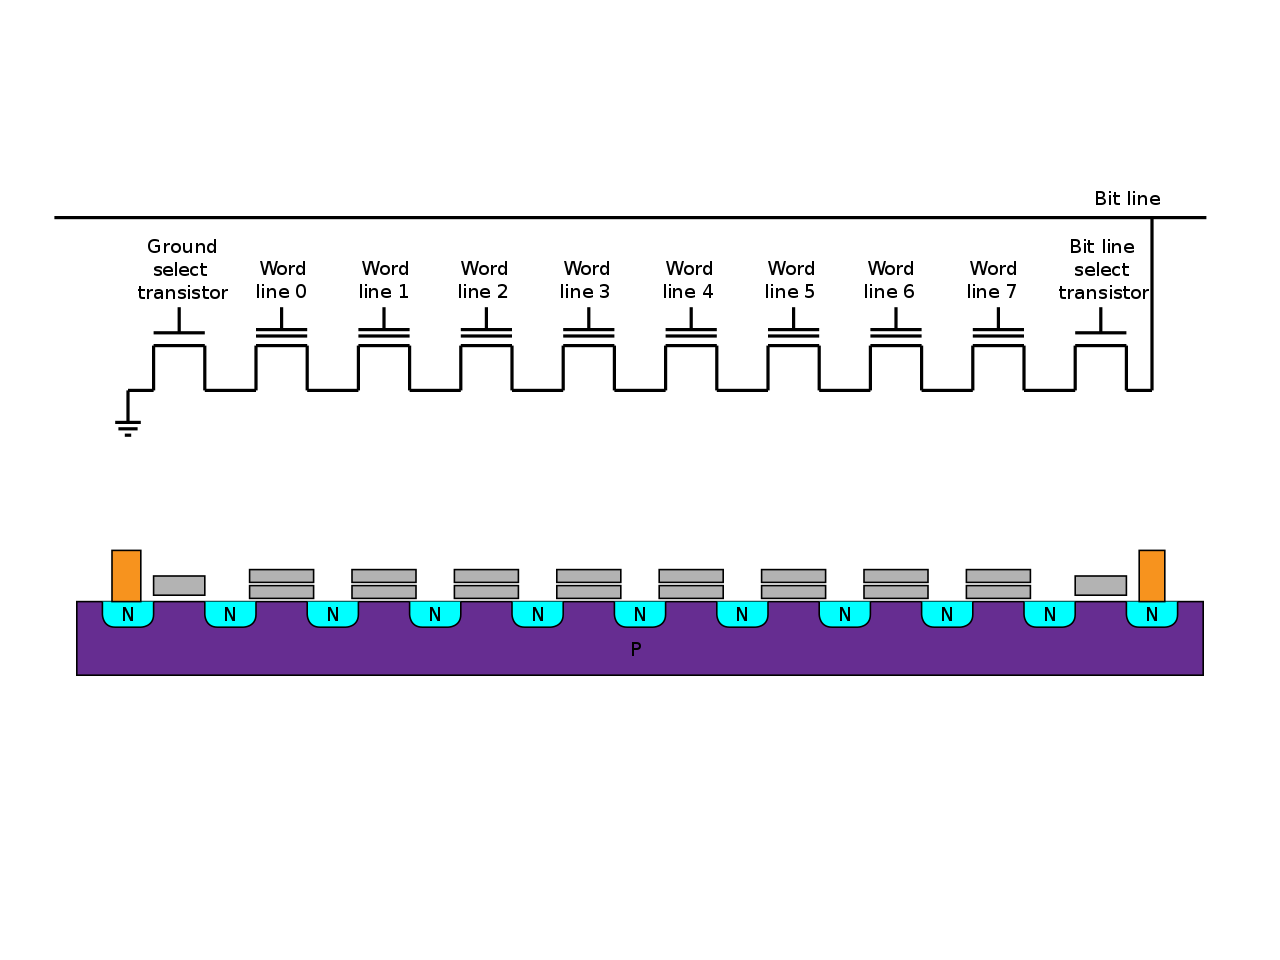 Bit line
Ground
select
transistor
Word
line 0
Word
line 1
Word
line 2
Word
line 3
Word
line 4
Word
line 5
Word
line 6
Word
line 7
Bit line
select
transistor
N
N
N
N
N
N
N
N
N
N
N
P